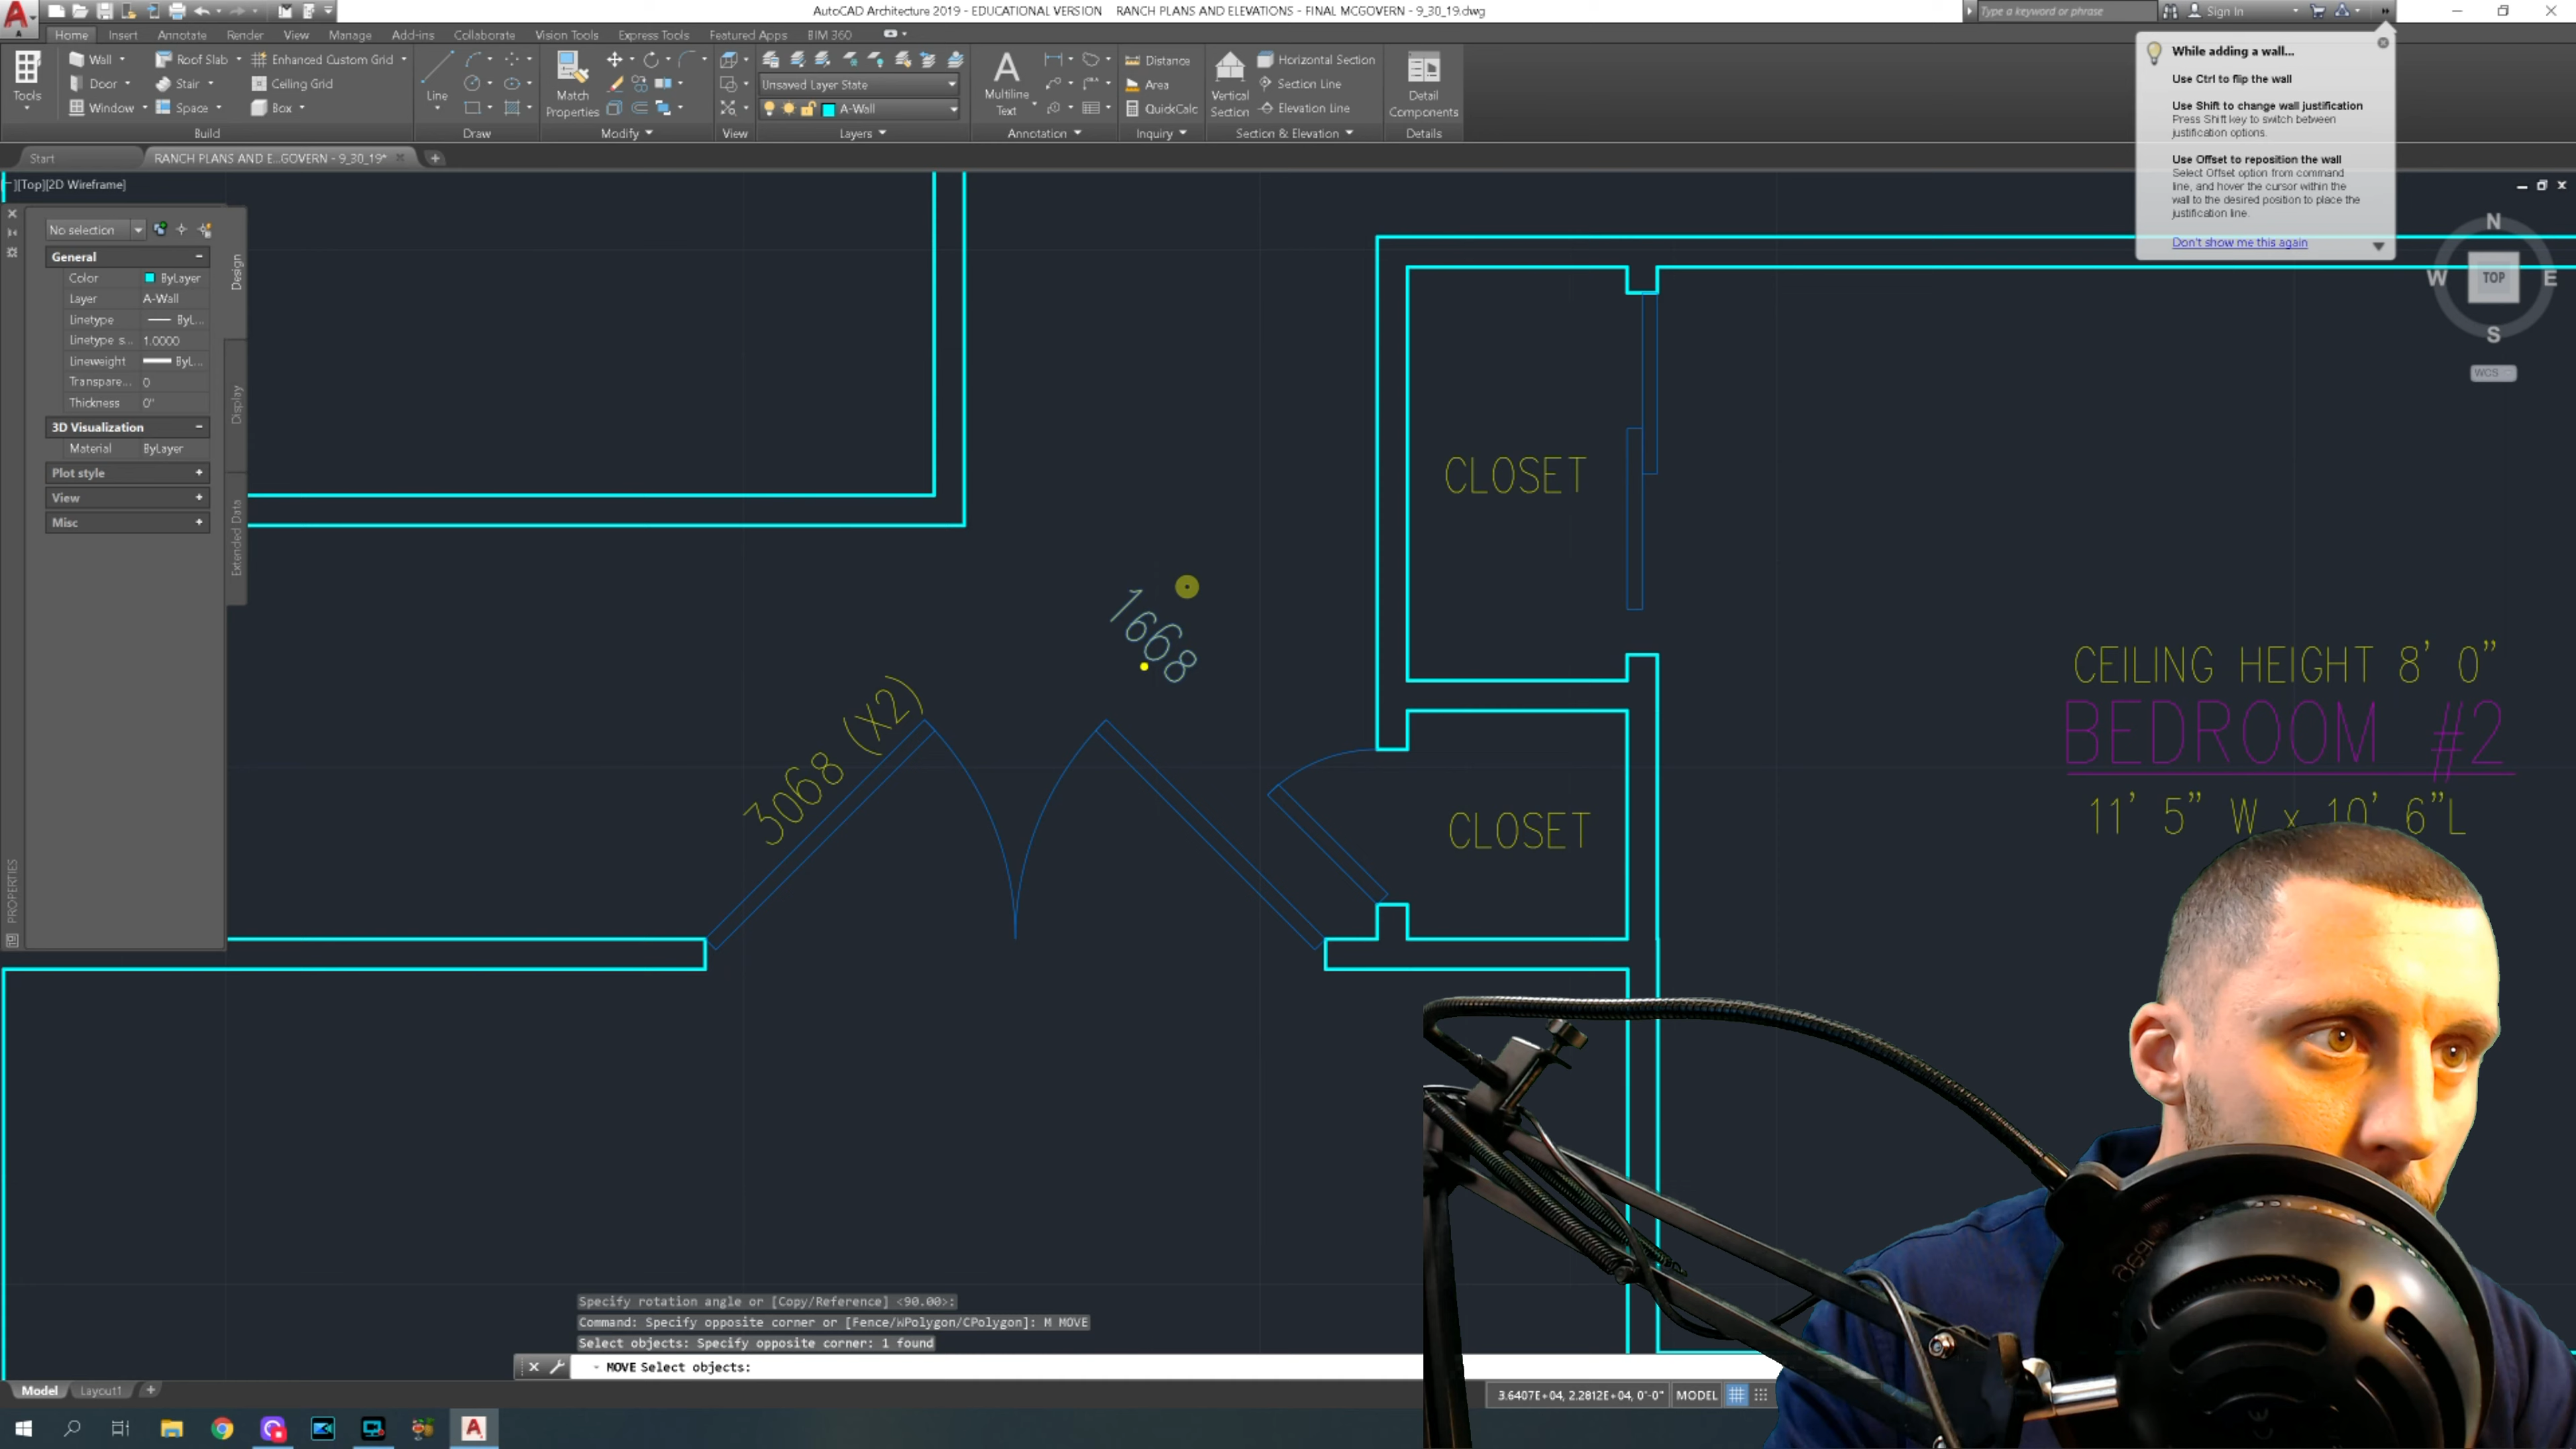 AutoCAD Architecture 2019 - EDUCATIONAL VERSION RANCH PLANS AND ELEVATIONS - FINAL MCGOVERN - 9_30_19.dwg
Type a keyword or phrase
Sign In
Home Insert Annotate Render View Manage Add-ins Collaborate Vision Tools Express Tools Featured Apps BIM 360
Tools
Wall
Door
Window
Roof Slab
Stair
Space
Enhanced Custom Grid
Ceiling Grid
Box
Build
Line
Draw
Match Properties
Modify
View
Unsaved Layer State
A-Wall
Layers
Multiline Text
Annotation
Distance
Area
QuickCalc
Inquiry
Vertical Section
Horizontal Section
Section Line
Elevation Line
Section & Elevation
Detail Components
Details
While adding a wall...
Use Ctrl to flip the wall
Use Shift to change wall justification
Press Shift key to switch between
justification options.
Use Offset to reposition the wall
Select Offset option from command
line, and hover the cursor within the
wall to the desired position to place the
justification line.
Don't show me this again
Start
RANCH PLANS AND E...GOVERN - 9_30_19*
[Top][2D Wireframe]
No selection
General
Color ByLayer
Layer A-Wall
Linetype ByL...
Linetype s... 1.0000
Lineweight ByL...
Transpare... 0
Thickness 0"
3D Visualization
Material ByLayer
Plot style
View
Misc
Design
Display
Extended Data
PROPERTIES
N
W TOP E
S
WCS
CLOSET
1668
3068 (X2)
CLOSET
CEILING HEIGHT 8' 0"
BEDROOM #2
11' 5" W x 10' 6"L
Specify rotation angle or [Copy/Reference] <90.00>:
Command: Specify opposite corner or [Fence/WPolygon/CPolygon]: M MOVE
Select objects: Specify opposite corner: 1 found
MOVE Select objects:
Model Layout1
3.6407E+04, 2.2812E+04, 0'-0" MODEL